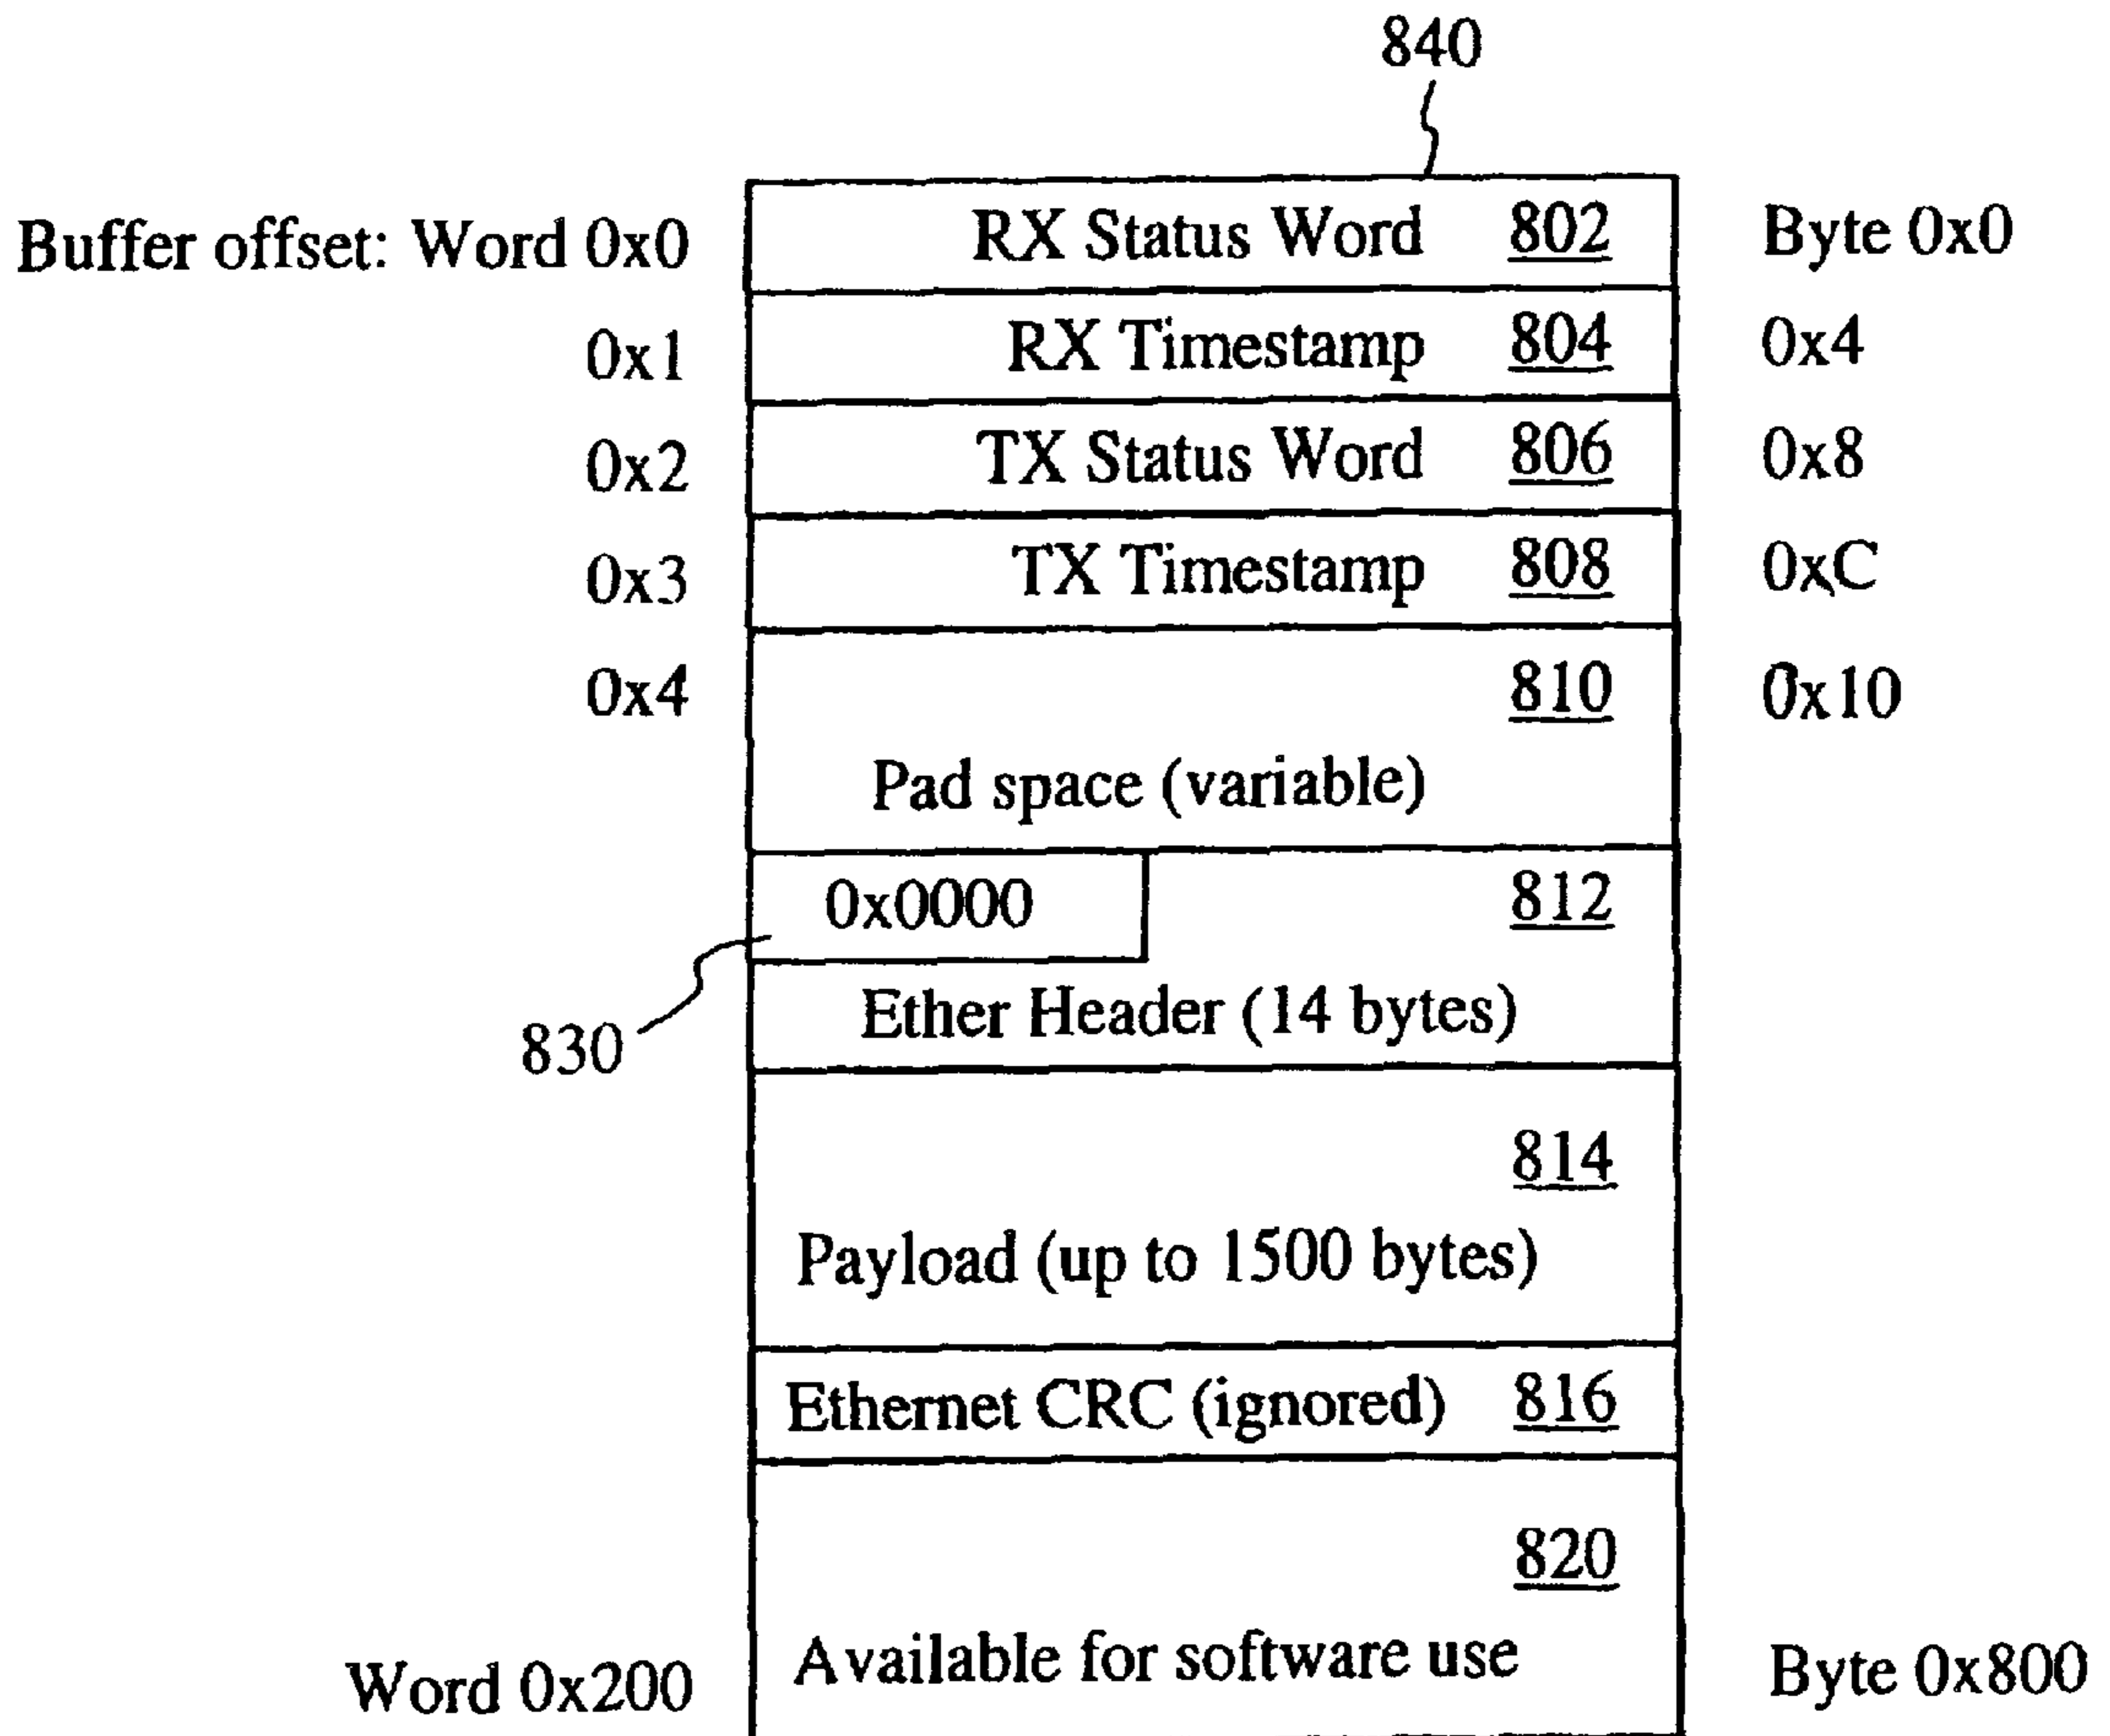 840
Buffer offset: Word 0x0 RX Status Word 802 Byte 0x0
0x1 RX Timestamp 804 0x4
0x2 TX Status Word 806 0x8
0x3 TX Timestamp 808 0xC
0x4 810 0x10
Pad space (variable)
0x0000 812
Ether Header (14 bytes)
830
814
Payload (up to 1500 bytes)
Ethernet CRC (ignored) 816
820
Available for software use
Word 0x200 Byte 0x800